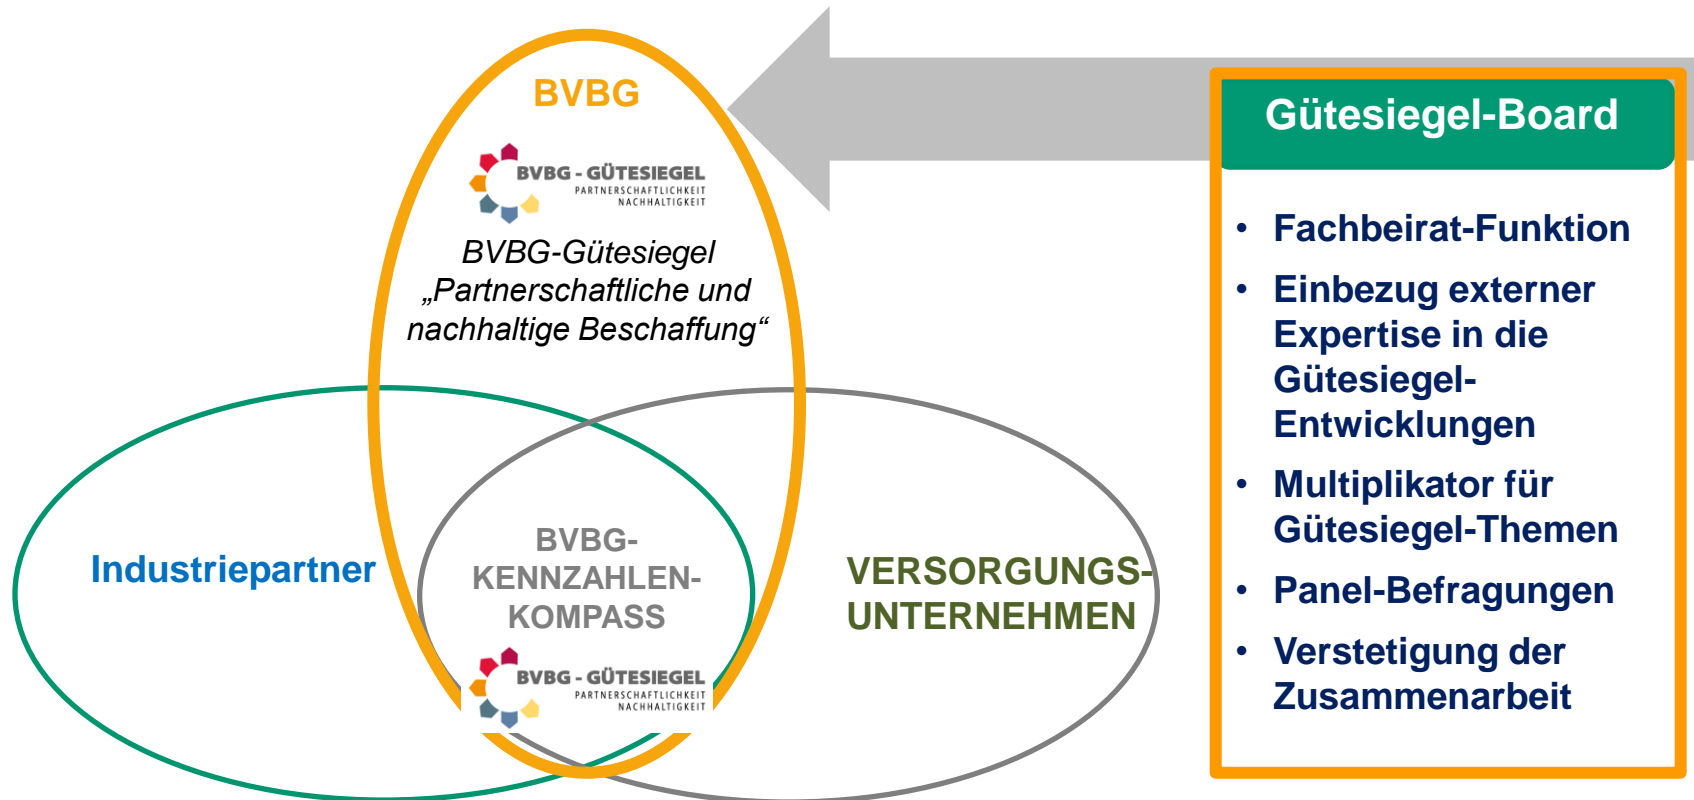 BVBG
BVBG - GÜTESIEGEL
PARTNERSCHAFTLICHKEIT
NACHHALTIGKEIT
BVBG-Gütesiegel
„Partnerschaftliche und
nachhaltige Beschaffung“
Industriepartner
BVBG-
KENNZAHLEN-
KOMPASS
BVBG - GÜTESIEGEL
PARTNERSCHAFTLICHKEIT
NACHHALTIGKEIT
VERSORGUNGS-
UNTERNEHMEN
Gütesiegel-Board
• Fachbeirat-Funktion
• Einbezug externer
Expertise in die
Gütesiegel-
Entwicklungen
• Multiplikator für
Gütesiegel-Themen
• Panel-Befragungen
• Verstetigung der
Zusammenarbeit